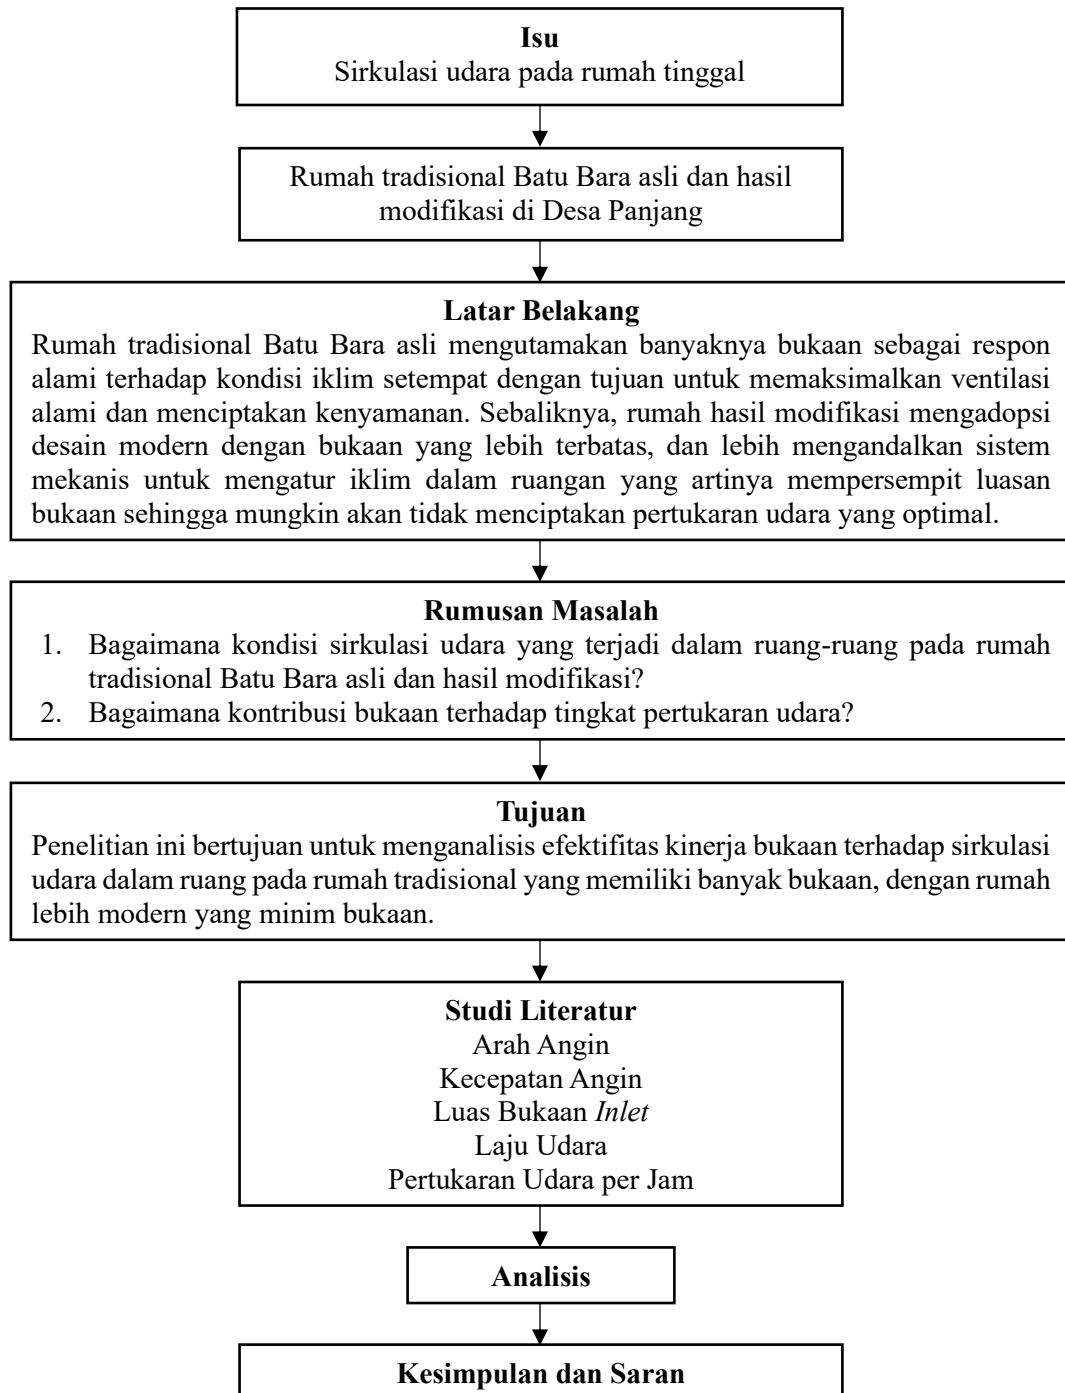 Isu
Sirkulasi udara pada rumah tinggal
Rumah tradisional Batu Bara asli dan hasil
modifikasi di Desa Panjang
Latar Belakang
Rumah tradisional Batu Bara asli mengutamakan banyaknya bukaan sebagai respon
alami terhadap kondisi iklim setempat dengan tujuan untuk memaksimalkan ventilasi
alami dan menciptakan kenyamanan. Sebaliknya, rumah hasil modifikasi mengadopsi
desain modern dengan bukaan yang lebih terbatas, dan lebih mengandalkan sistem
mekanis untuk mengatur iklim dalam ruangan yang artinya mempersempit luasan
bukaan sehingga mungkin akan tidak menciptakan pertukaran udara yang optimal.
Rumusan Masalah
1. Bagaimana kondisi sirkulasi udara yang terjadi dalam ruang-ruang pada rumah
tradisional Batu Bara asli dan hasil modifikasi?
2. Bagaimana kontribusi bukaan terhadap tingkat pertukaran udara?
Tujuan
Penelitian ini bertujuan untuk menganalisis efektifitas kinerja bukaan terhadap sirkulasi
udara dalam ruang pada rumah tradisional yang memiliki banyak bukaan, dengan rumah
lebih modern yang minim bukaan.
Studi Literatur
Arah Angin
Kecepatan Angin
Luas Bukaan Inlet
Laju Udara
Pertukaran Udara per Jam
Analisis
Kesimpulan dan Saran